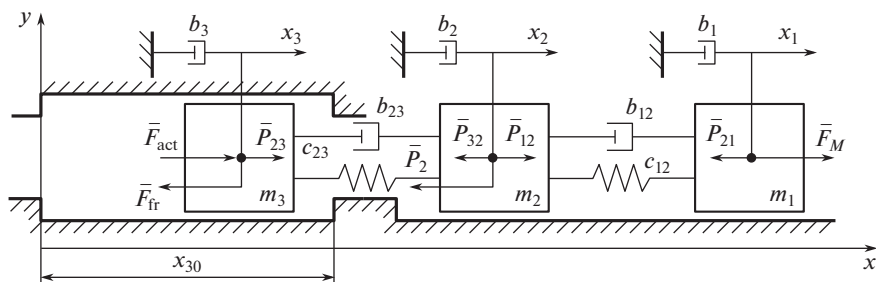 y b₃ x₃ b₂ x₂ b₁ x₁
b₂₃ b₁₂
F̅act P̅₂₃ c₂₃ P̅₂ P̅₃₂ P̅₁₂ c₁₂ P̅₂₁ F̅M
F̅fr m₃ m₂ m₁
x₃₀ x